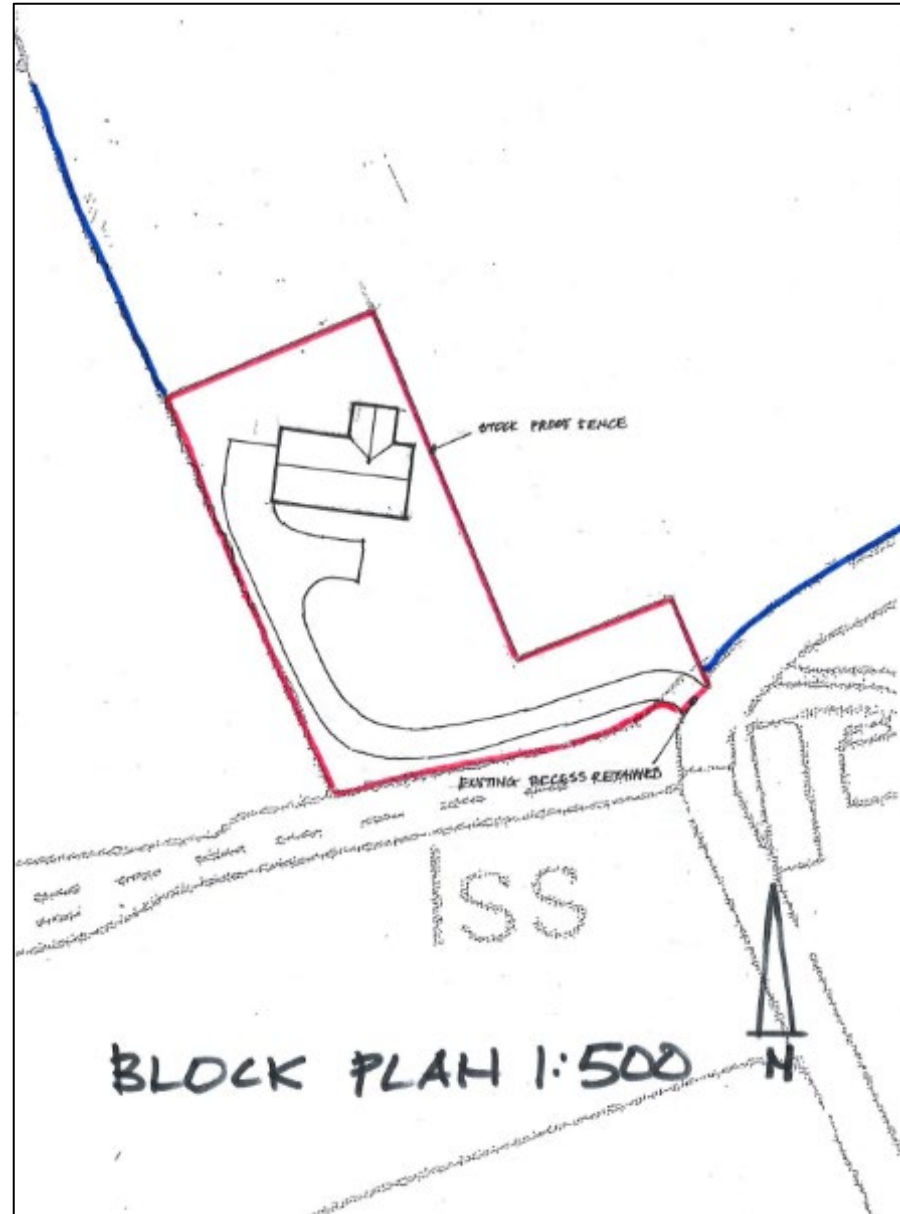 STOCK PROOF FENCE
EXISTING ACCESS RETAINED
Iss
BLOCK PLAN 1:500
N